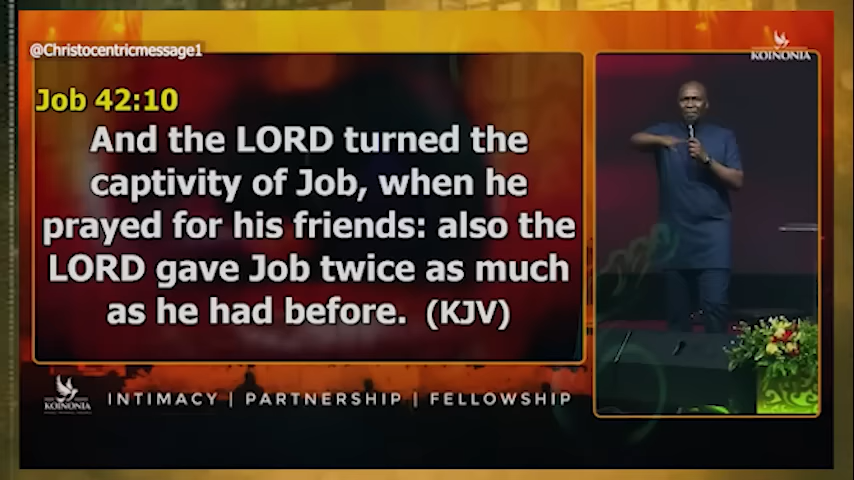 @Christocentricmessage1
KOINONIA
Job 42:10
And the LORD turned the
captivity of Job, when he
prayed for his friends: also the
LORD gave Job twice as much
as he had before. (KJV)
KOINONIA
INTIMACY | PARTNERSHIP | FELLOWSHIP